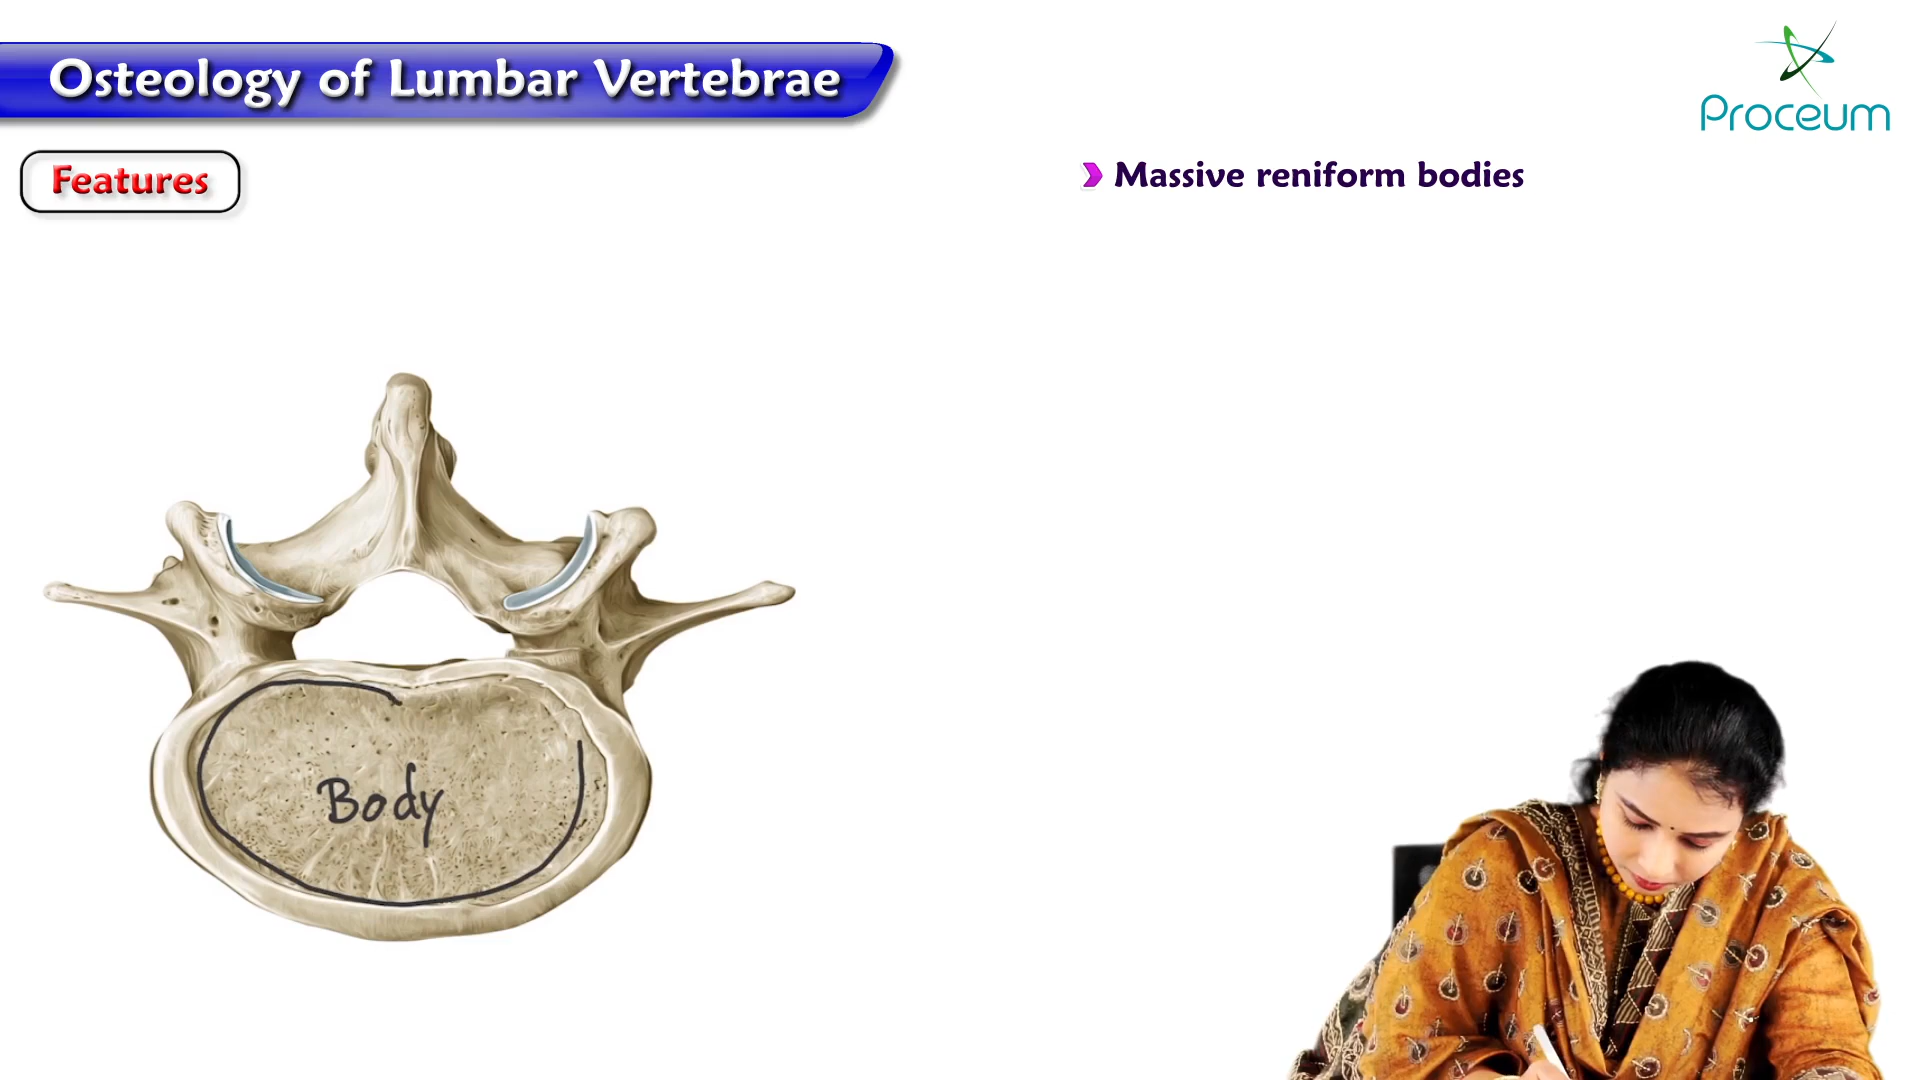 Osteology of Lumbar Vertebrae
Proceum
Features
Massive reniform bodies
Body